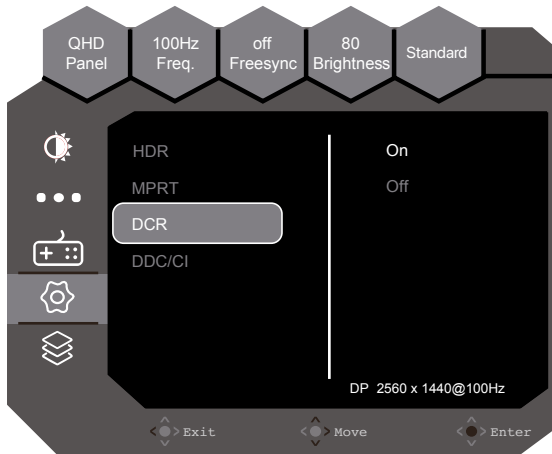 QHD
Panel
100Hz
Freq.
off
Freesync
80
Brightness
Standard
HDR
MPRT
DCR
DDC/CI
On
Off
DP 2560 x 1440@100Hz
Exit
Move
Enter